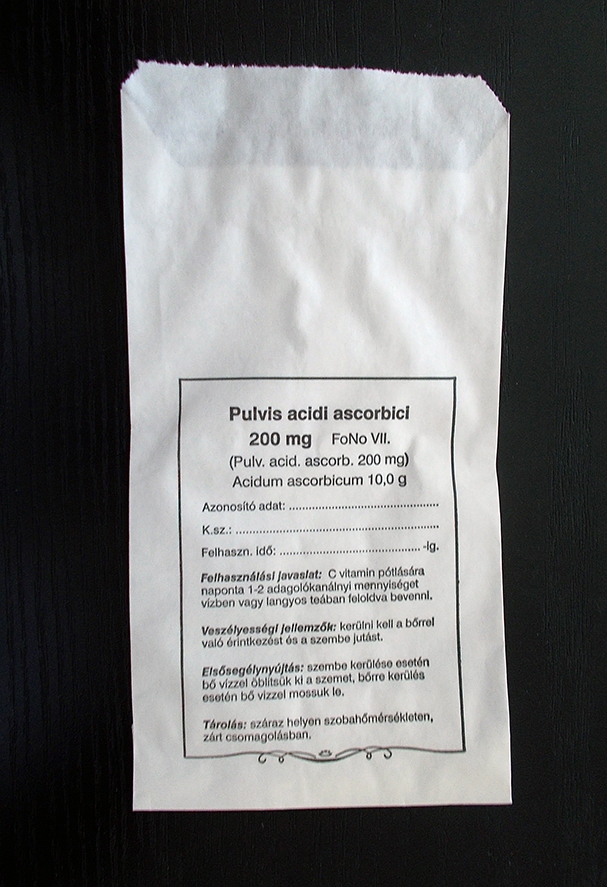 Pulvis acidi ascorbici
200 mg FoNo VII.
(Pulv. acid. ascorb. 200 mg)
Acidum ascorbicum 10,0 g
Azonosító adat: ........................................
K.sz.: ......................................................
Felhaszn. idő: ...................................... -ig.
Felhasználási javaslat: C vitamin pótlására
naponta 1-2 adagolókanálnyi mennyiséget
vízben vagy langyos teában feloldva bevenni.
Veszélyességi jellemzők: kerülni kell a bőrrel
való érintkezést és a szembe jutást.
Elsősegélynyújtás: szembe kerülése esetén
bő vízzel öblítsük ki a szemet, bőrre kerülés
esetén bő vízzel mossuk le.
Tárolás: száraz helyen szobahőmérsékleten,
zárt csomagolásban.